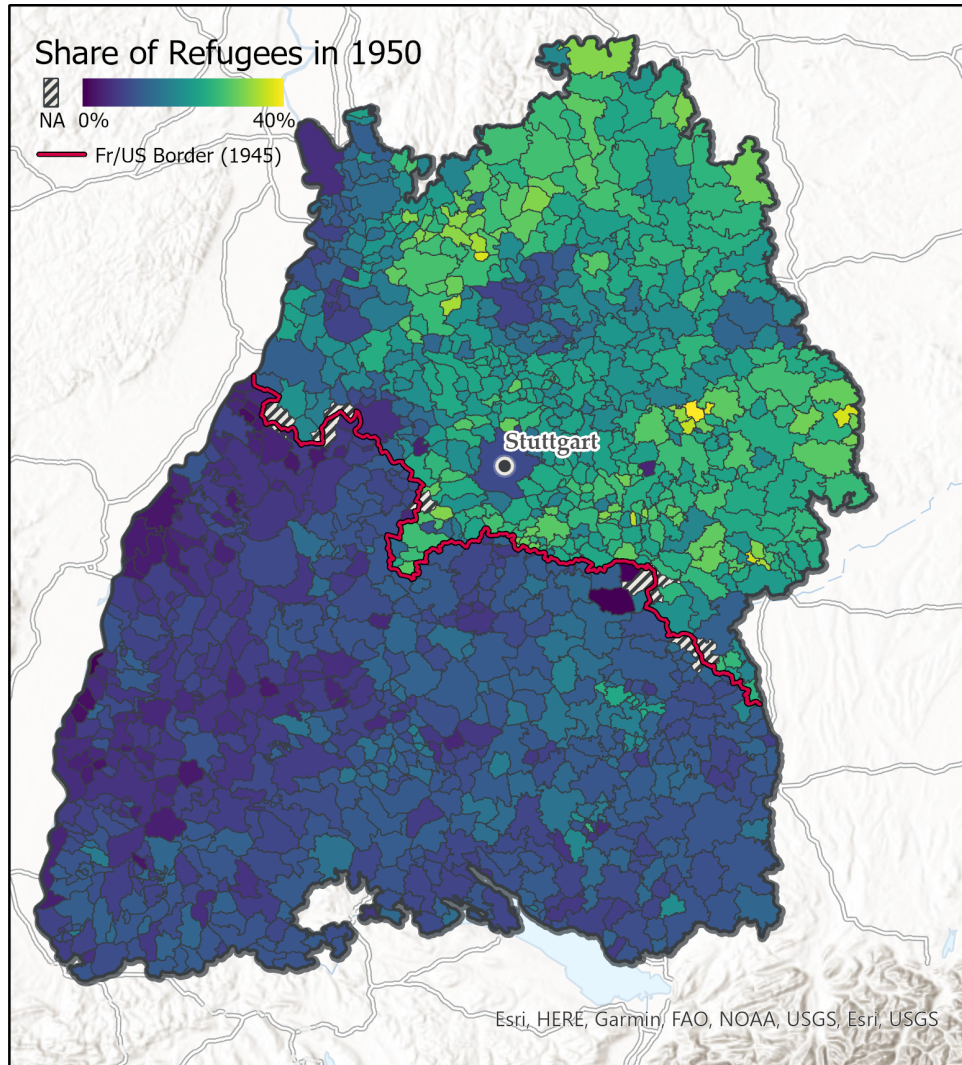 Share of Refugees in 1950
NA 0% 40%
Fr/US Border (1945)
Stuttgart
Esri, HERE, Garmin, FAO, NOAA, USGS, Esri, USGS